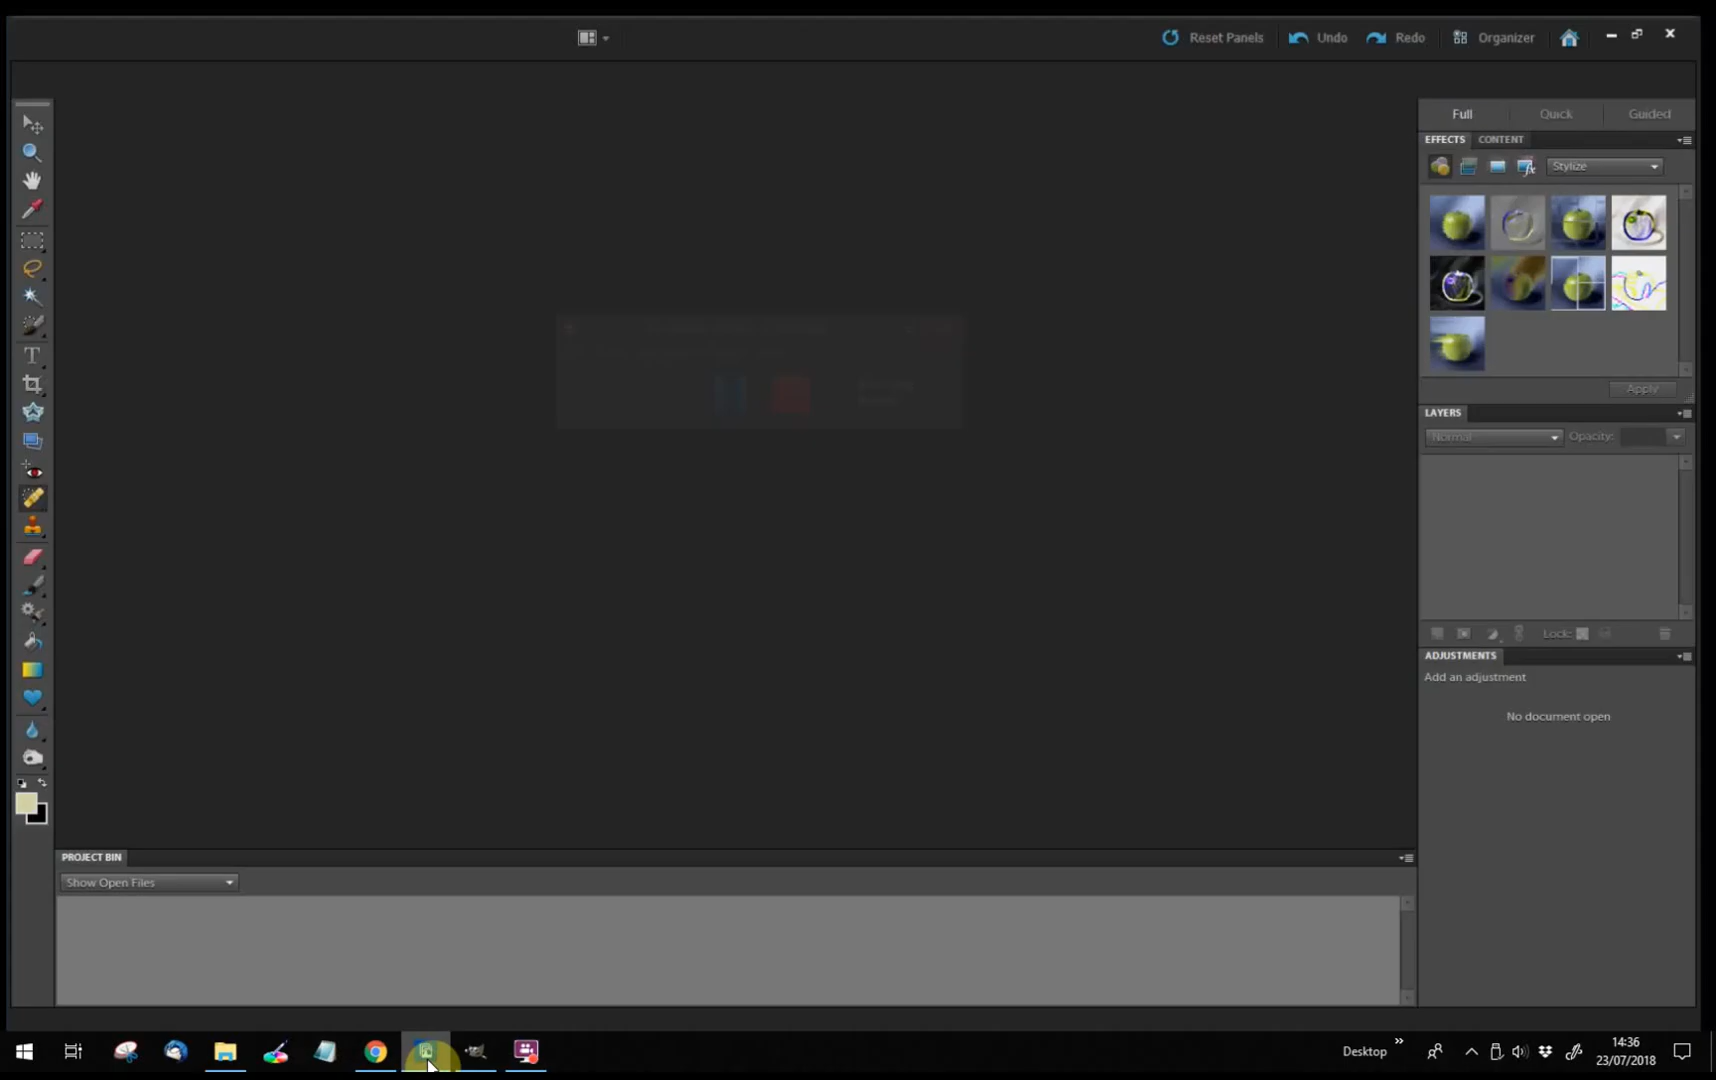 Reset Panels Undo Redo Organizer
Full Quick Guided
EFFECTS CONTENT
Stylize
Apply
LAYERS
Normal Opacity:
Lock:
ADJUSTMENTS
Add an adjustment
No document open
T
PROJECT BIN
Show Open Files
Desktop
14:36
23/07/2018